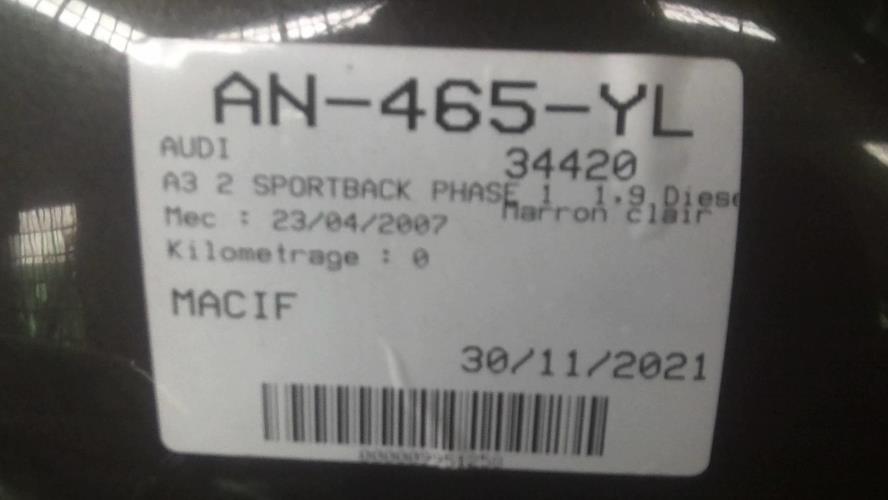 AN-465-YL
AUDI
34420
A3 2 SPORTBACK PHASE 1 1.9 Diese
Marron clair
Mec : 23/04/2007
Kilometrage : 0
MACIF
30/11/2021